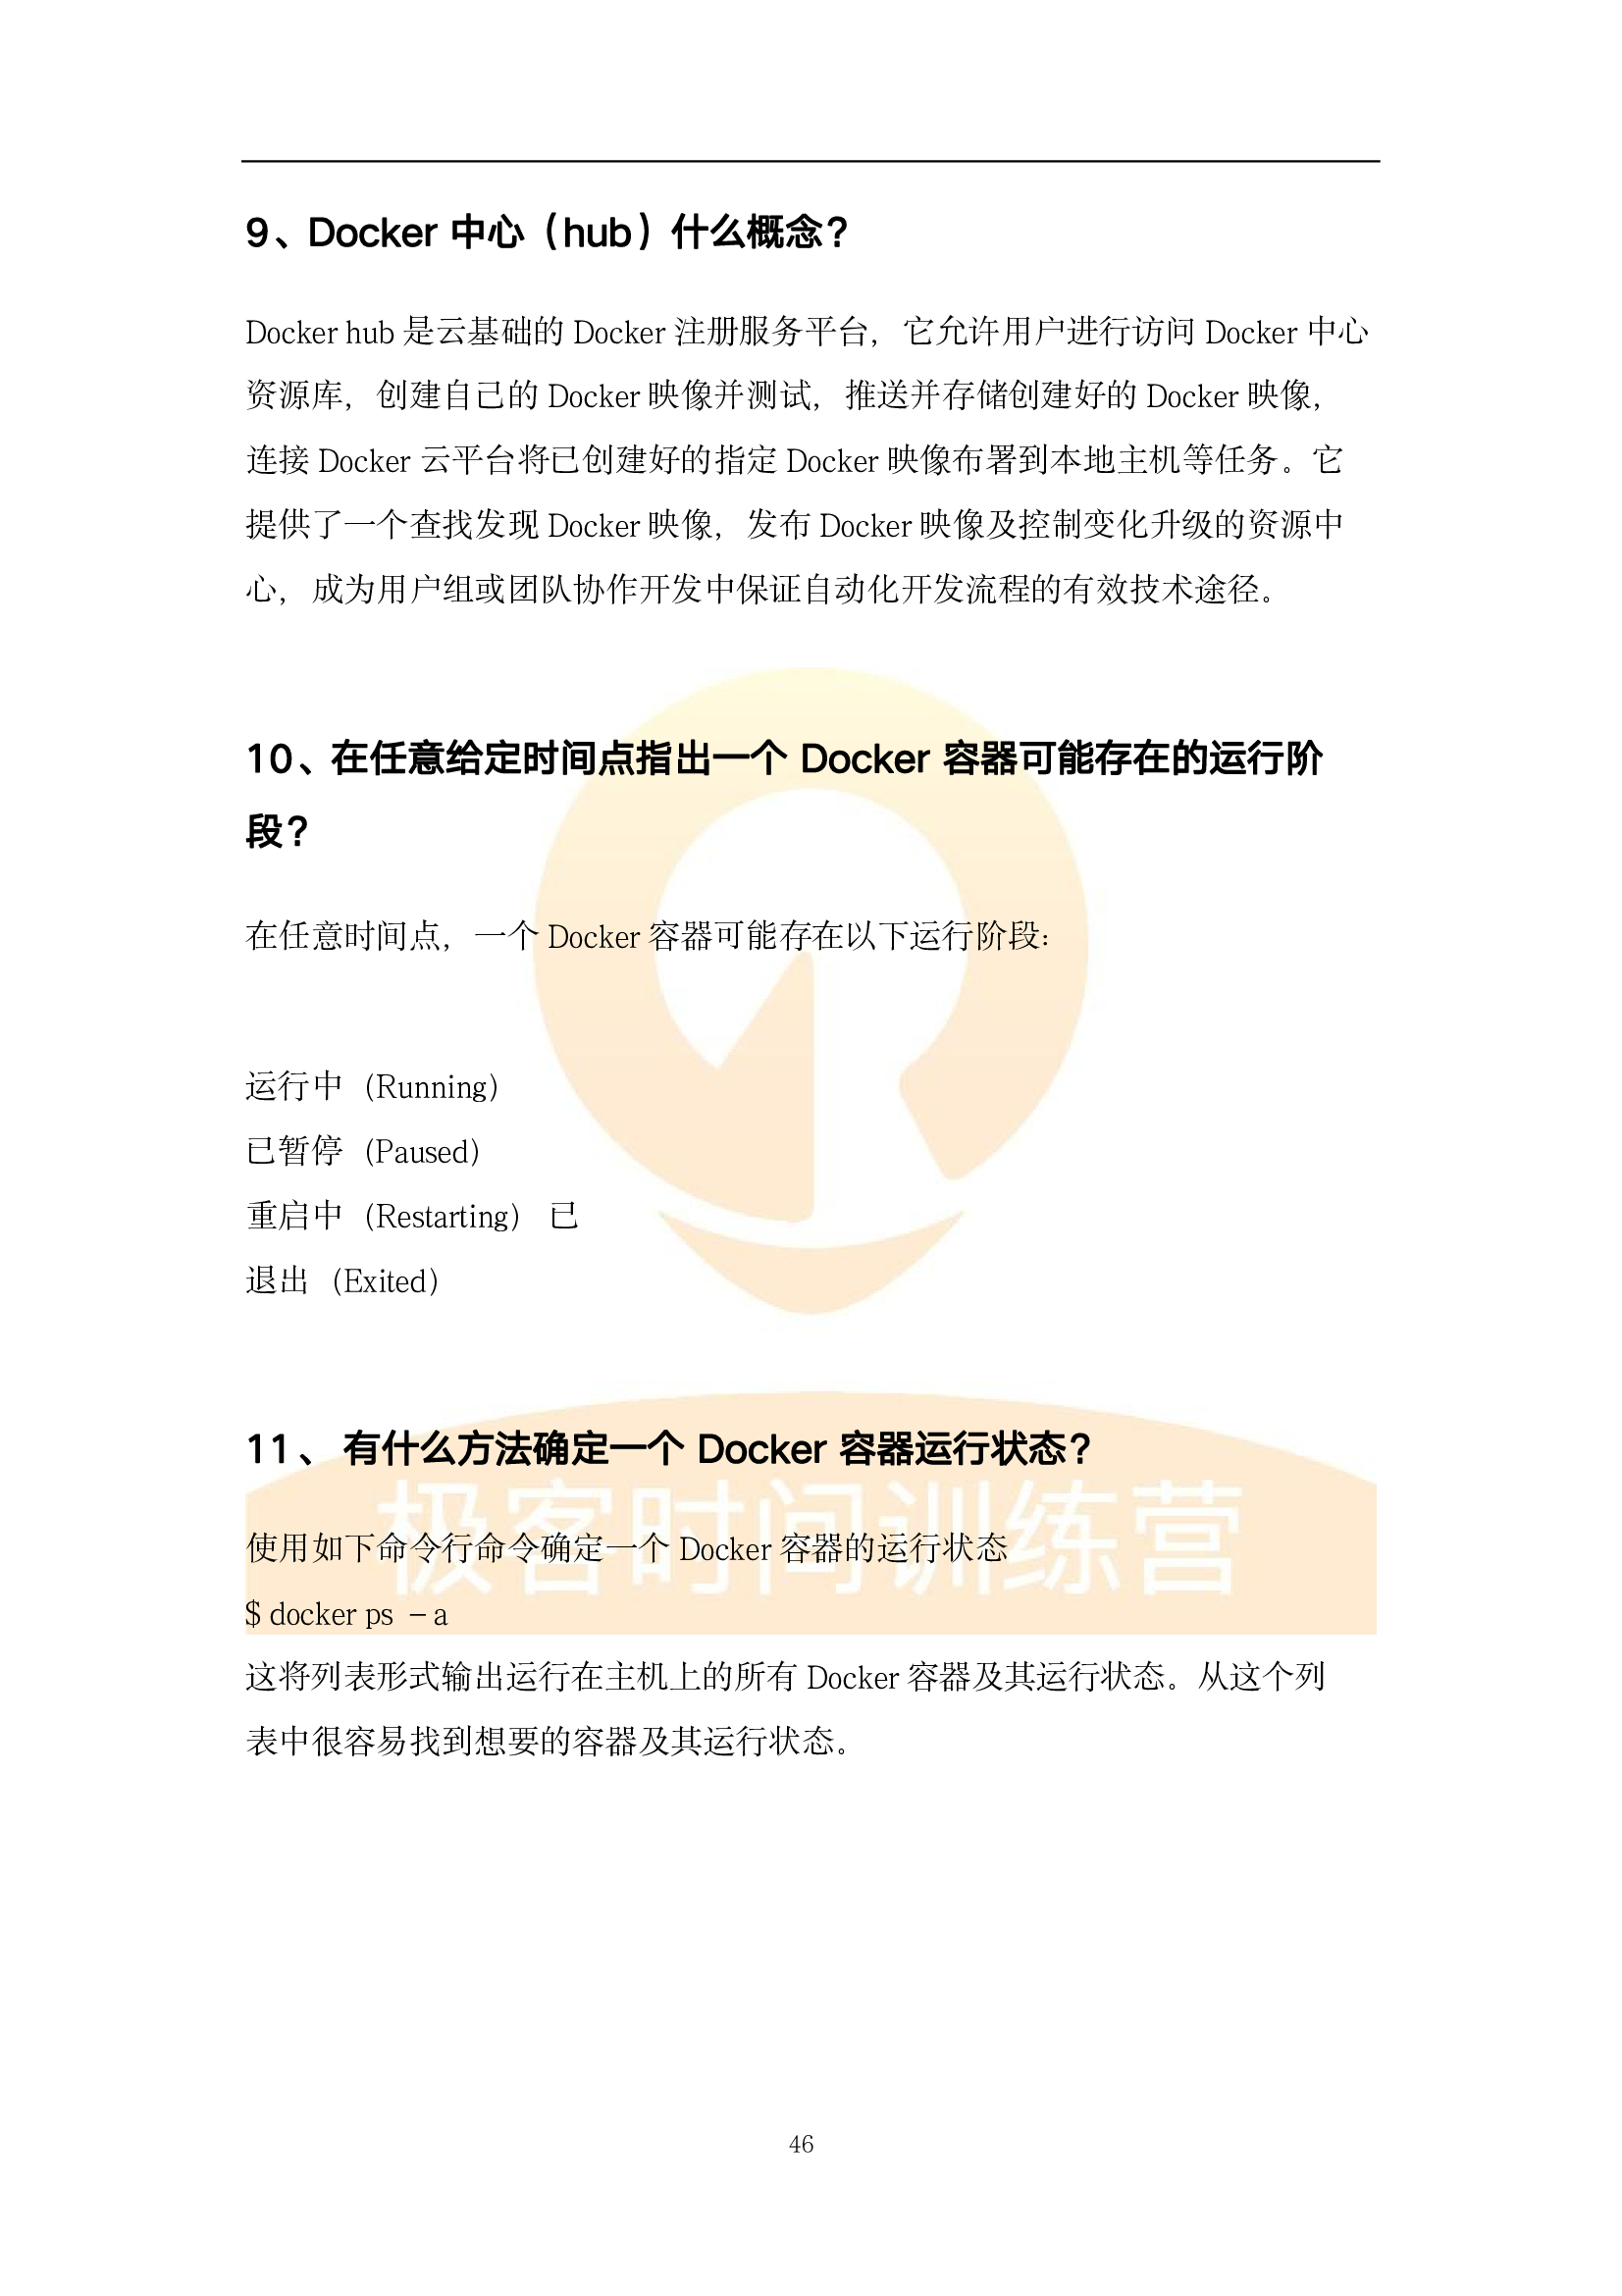 9、Docker 中心（hub）什么概念？
Docker hub 是云基础的 Docker 注册服务平台，它允许用户进行访问 Docker 中心
资源库，创建自己的 Docker 映像并测试，推送并存储创建好的 Docker 映像，
连接 Docker 云平台将已创建好的指定 Docker 映像布署到本地主机等任务。它
提供了一个查找发现 Docker 映像，发布 Docker 映像及控制变化升级的资源中
心，成为用户组或团队协作开发中保证自动化开发流程的有效技术途径。
10、在任意给定时间点指出一个 Docker 容器可能存在的运行阶
段？
在任意时间点，一个 Docker 容器可能存在以下运行阶段：
运行中（Running）
已暂停（Paused）
重启中（Restarting） 已
退出（Exited）
11、 有什么方法确定一个 Docker 容器运行状态？
极客时间训练营
使用如下命令行命令确定一个 Docker 容器的运行状态
$ docker ps –a
这将列表形式输出运行在主机上的所有 Docker 容器及其运行状态。从这个列
表中很容易找到想要的容器及其运行状态。
46